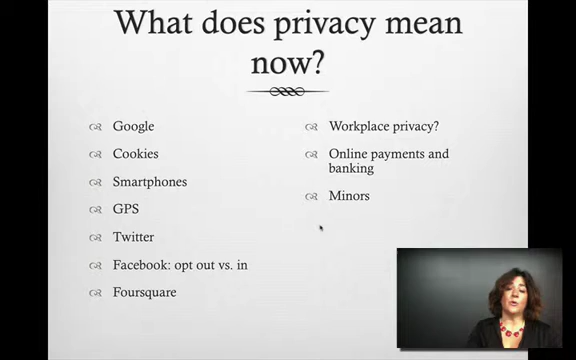 What does privacy mean
now?
Google
Cookies
Smartphones
GPS
Twitter
Facebook: opt out vs. in
Foursquare
Workplace privacy?
Online payments and
banking
Minors